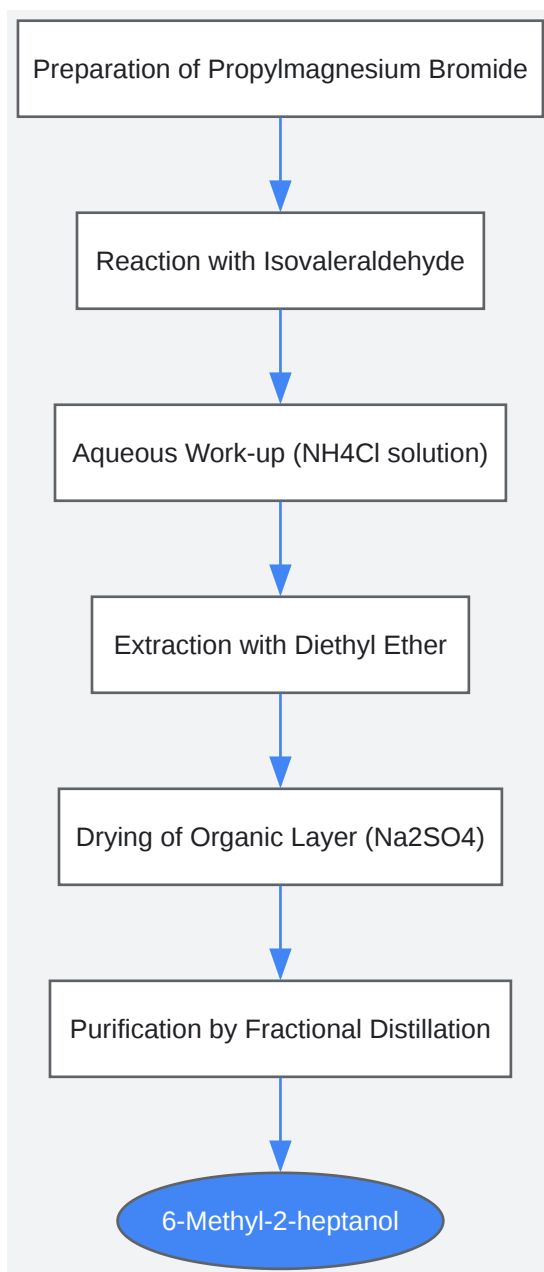 Preparation of Propylmagnesium Bromide
Reaction with Isovaleraldehyde
Aqueous Work-up (NH4Cl solution)
Extraction with Diethyl Ether
Drying of Organic Layer (Na2SO4)
Purification by Fractional Distillation
6-Methyl-2-heptanol